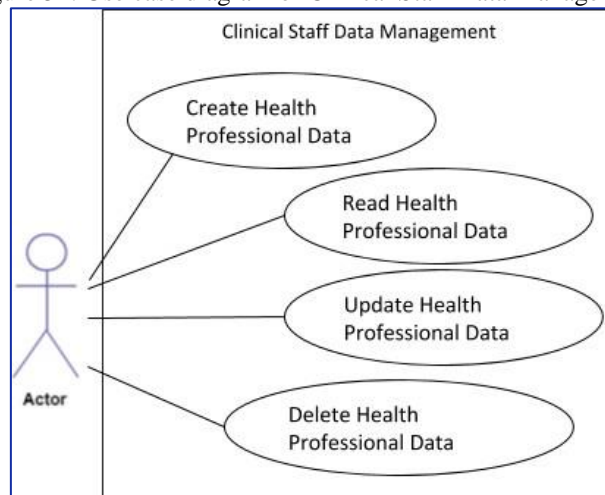 Clinical Staff Data Management
Create Health
Professional Data
Read Health
Professional Data
Update Health
Professional Data
Delete Health
Professional Data
Actor